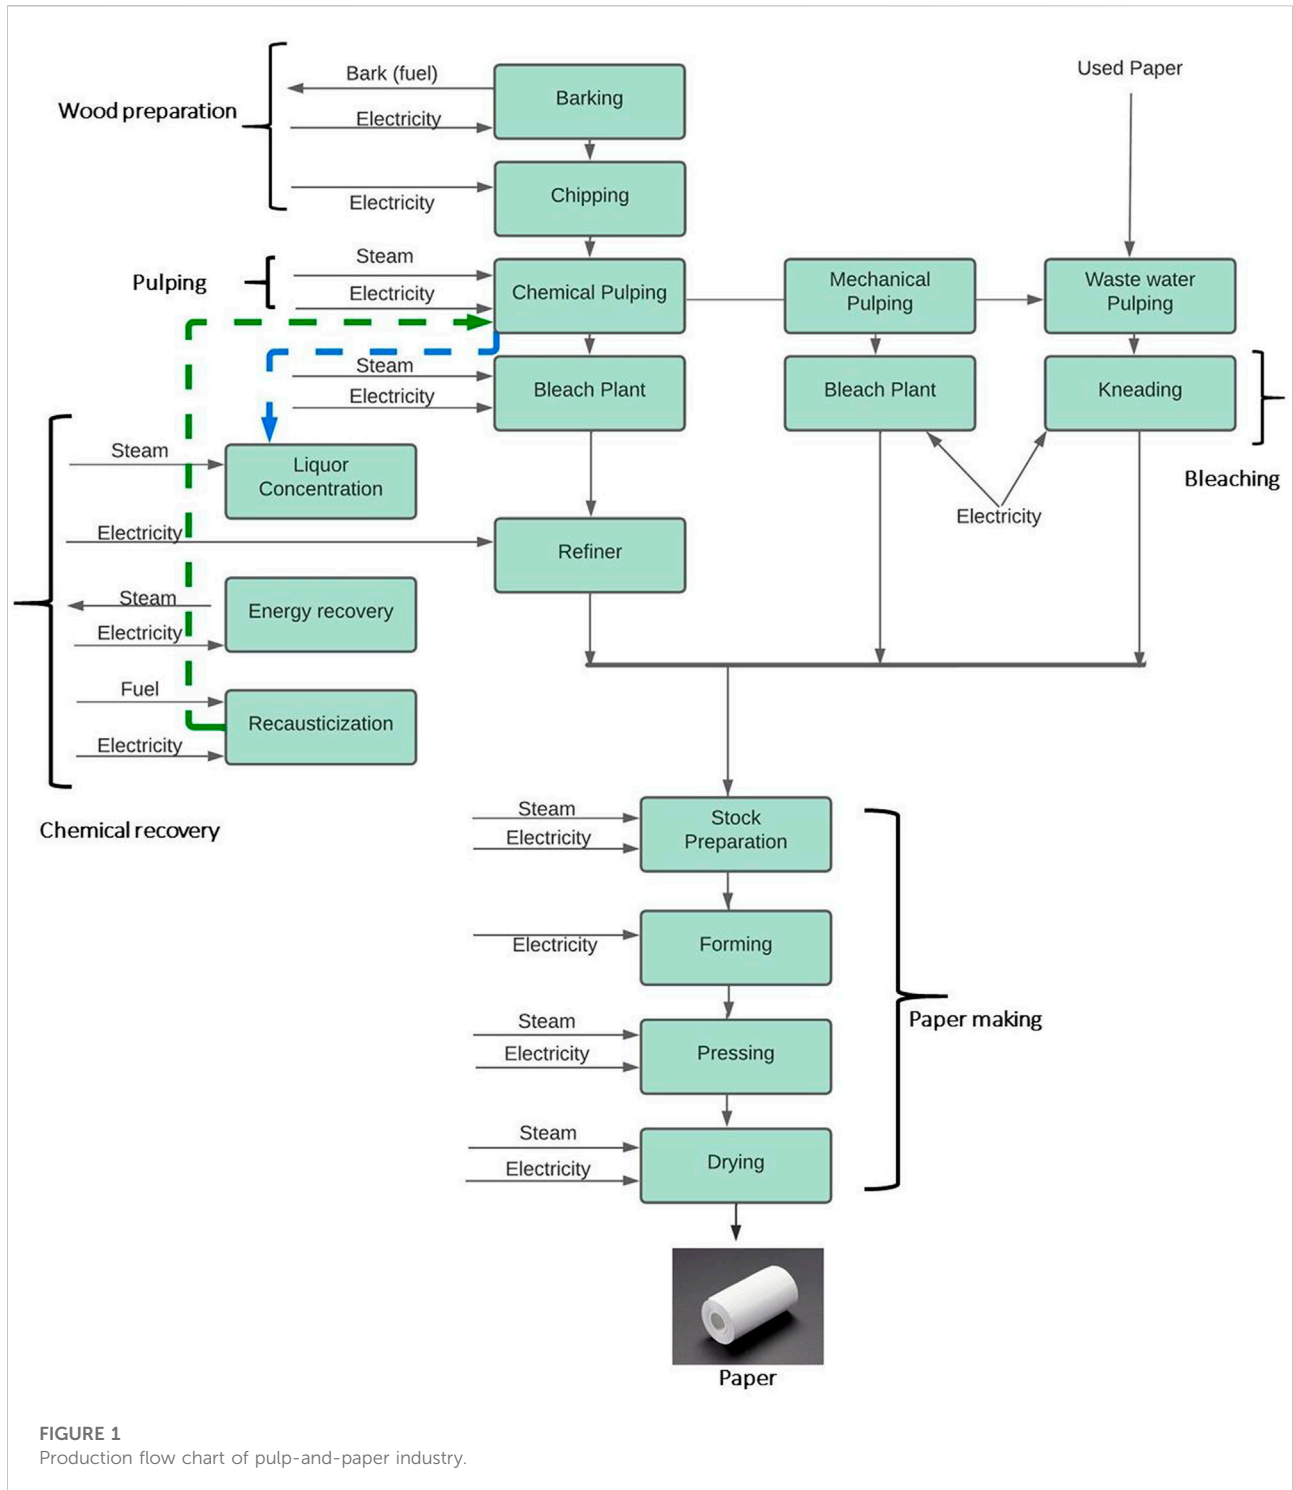 Bark (fuel)
Barking
Used Paper
Wood preparation
Electricity
Chipping
Electricity
Steam
Pulping
Electricity
Chemical Pulping
Mechanical
Pulping
Waste water
Pulping
Steam
Electricity
Bleach Plant
Bleach Plant
Kneading
Bleaching
Steam
Liquor
Concentration
Electricity
Electricity
Refiner
Steam
Electricity
Energy recovery
Fuel
Electricity
Recausticization
Chemical recovery
Steam
Electricity
Stock
Preparation
Electricity
Forming
Paper making
Steam
Electricity
Pressing
Steam
Electricity
Drying
Paper
FIGURE 1
Production flow chart of pulp-and-paper industry.